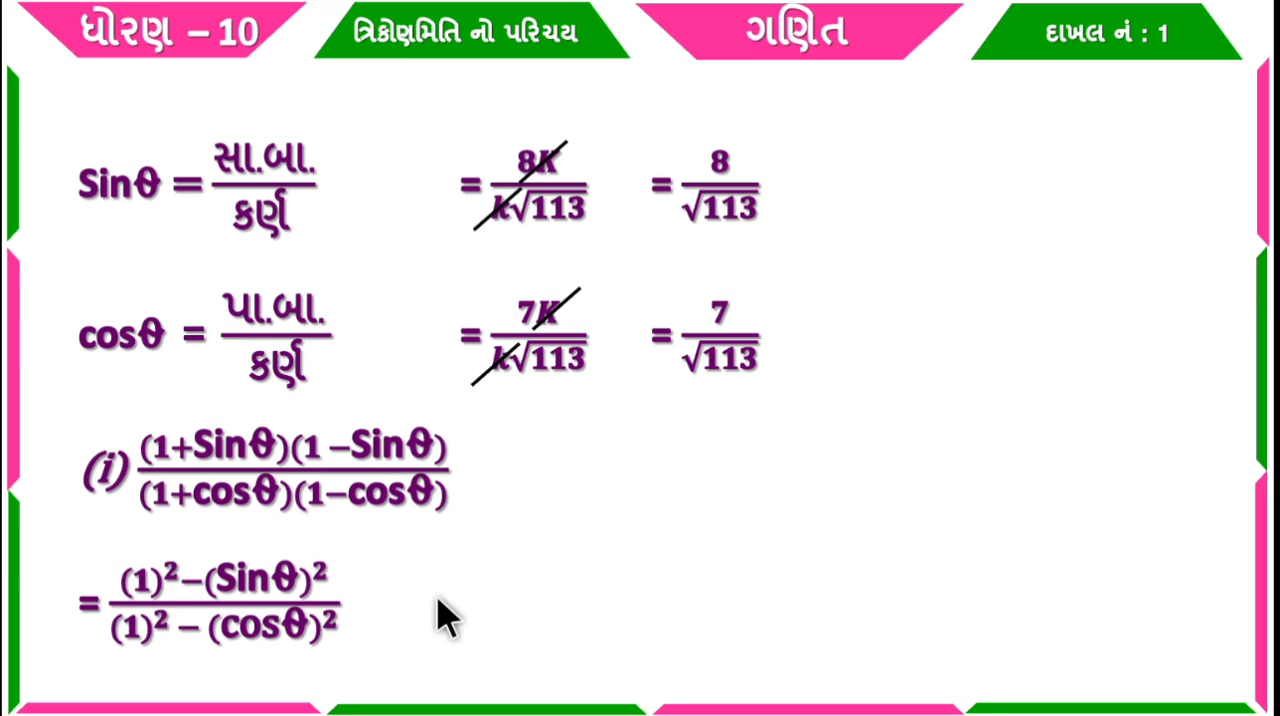 ધોરણ – 10
ત્રિકોણમિતિ નો પરિચય
ગણિત
દાખલ નં : 1
Sinθ = સા.બા./કર્ણ = 8K/k√113 = 8/√113
cosθ = પા.બા./કર્ણ = 7K/k√113 = 7/√113
(i) (1+Sinθ)(1 –Sinθ)/(1+cosθ)(1–cosθ)
= (1)²–(Sinθ)²/(1)² – (cosθ)²